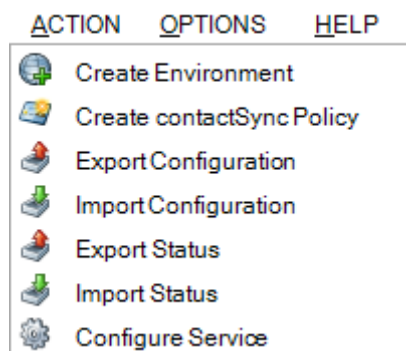 ACTION OPTIONS HELP
Create Environment
Create contactSync Policy
Export Configuration
Import Configuration
Export Status
Import Status
Configure Service